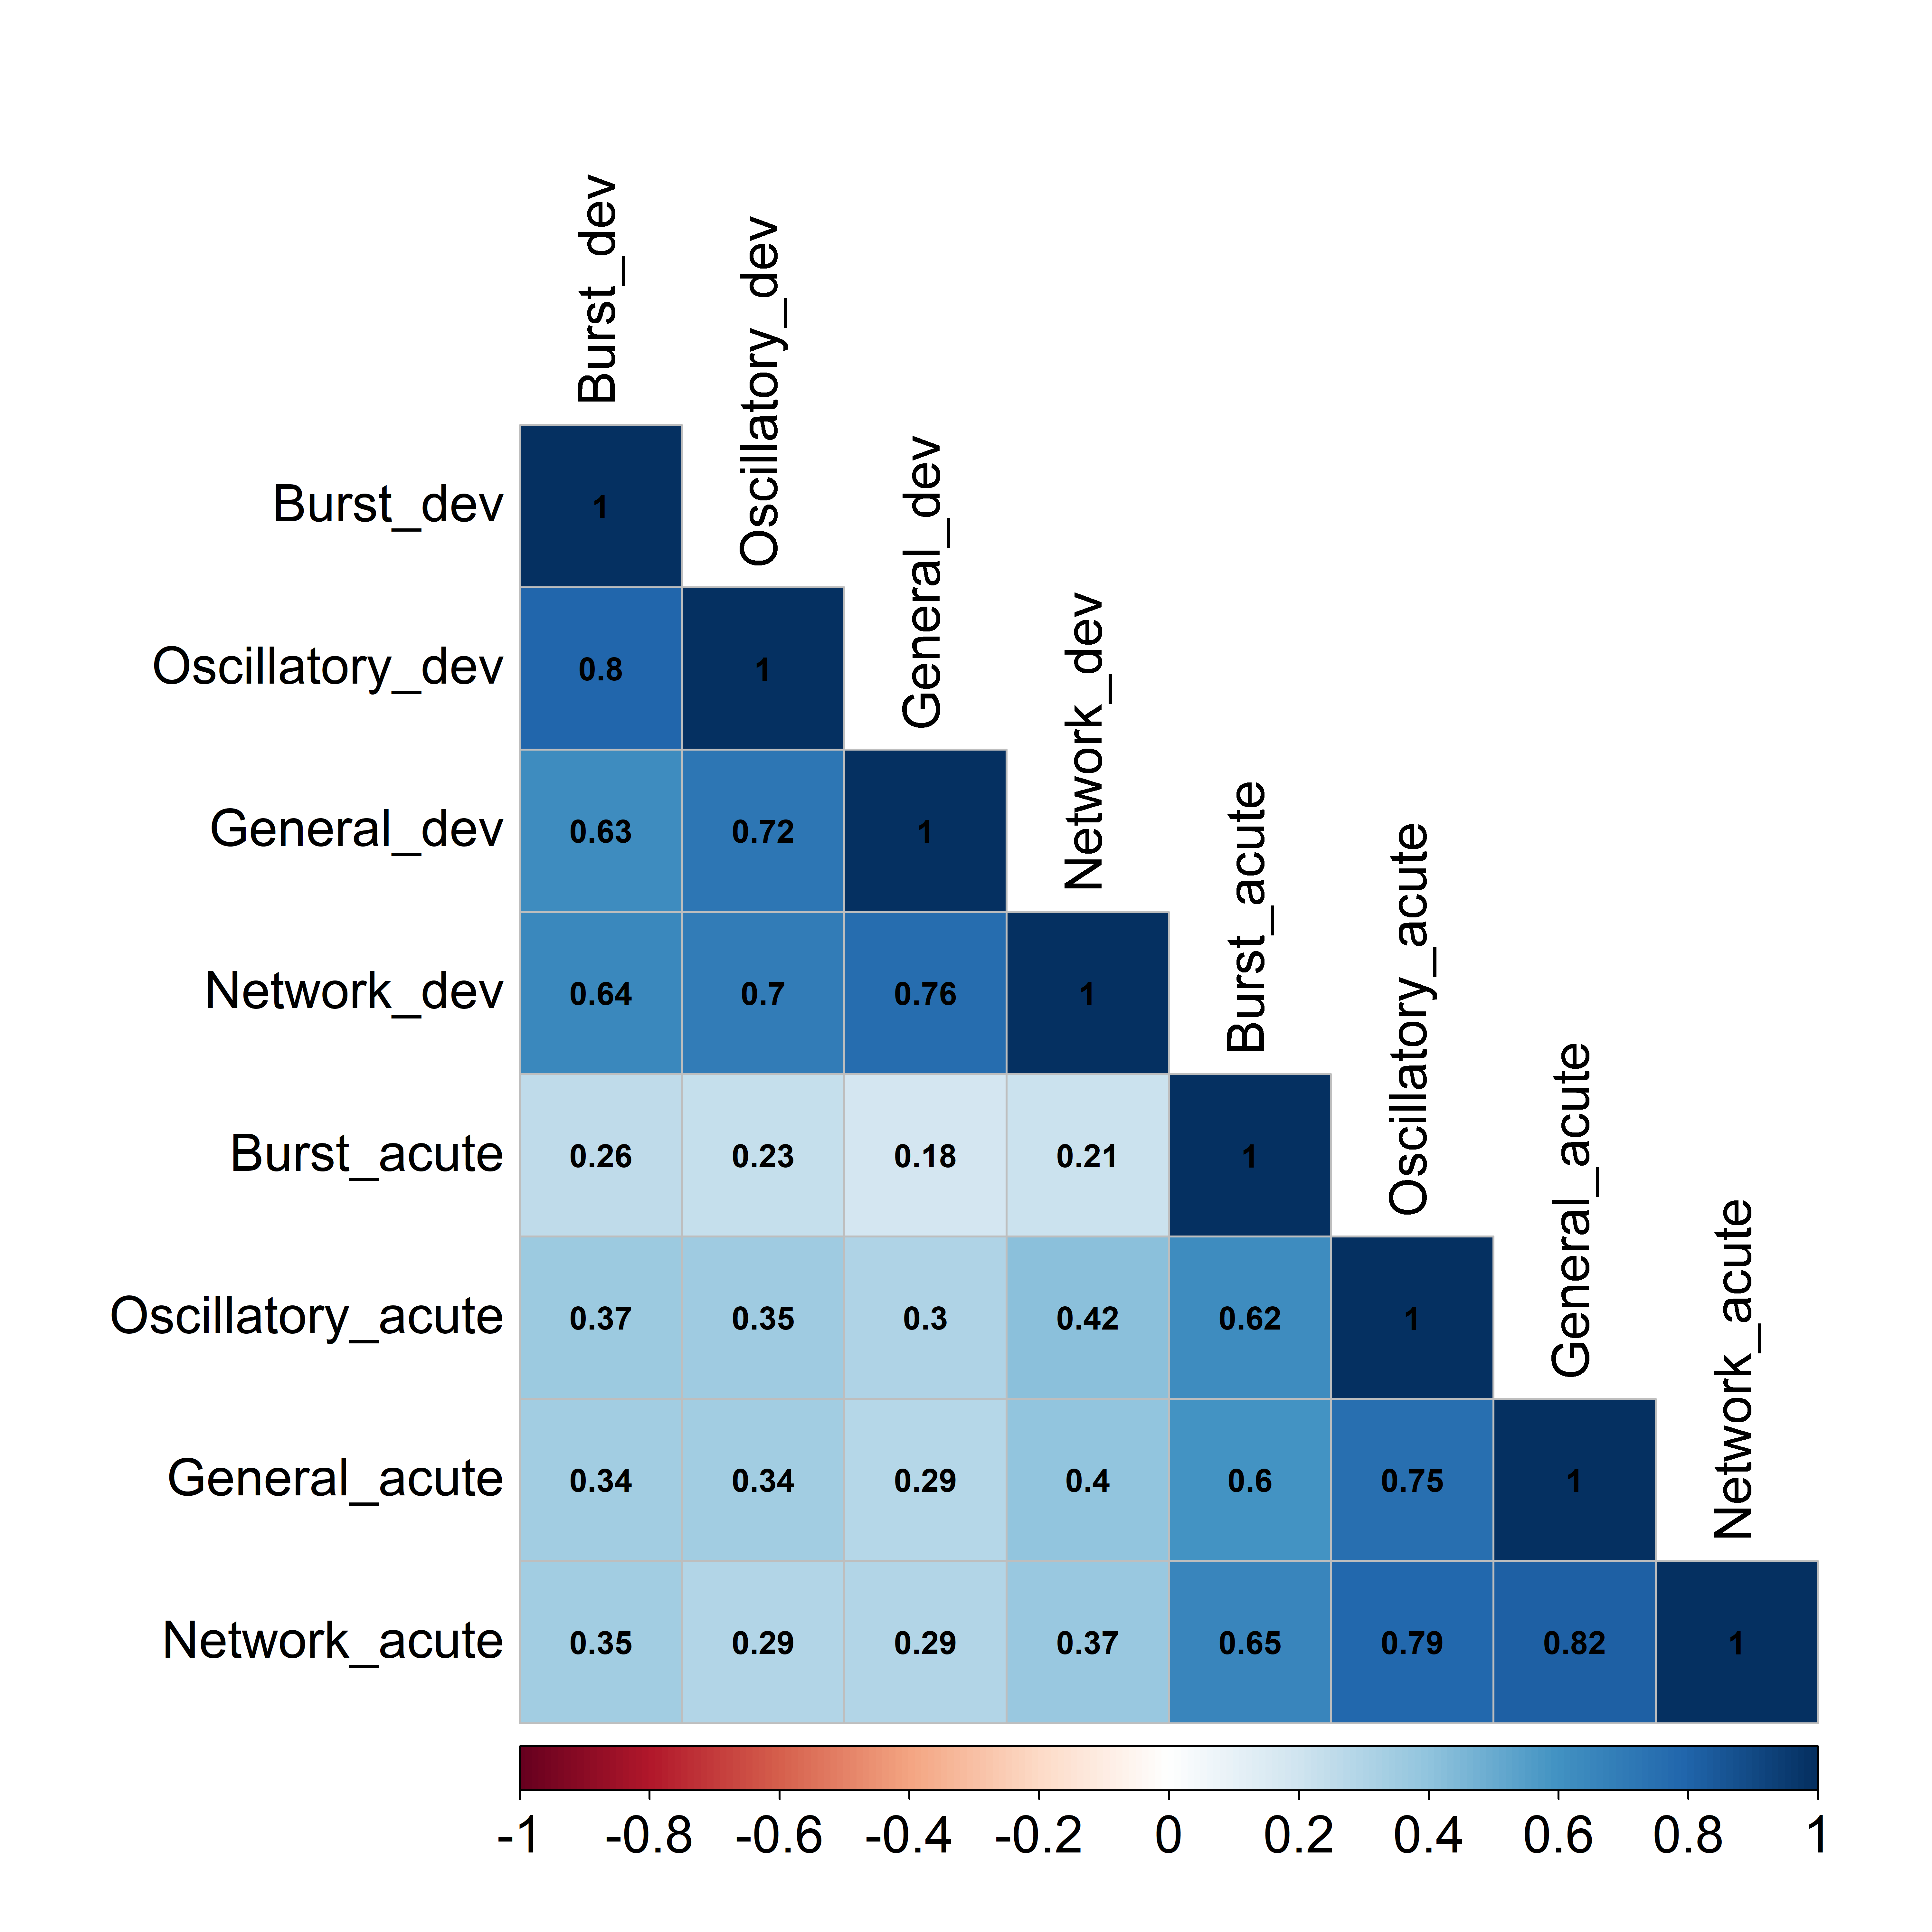 Burst_dev
Oscillatory_dev
General_dev
Network_dev
Burst_acute
Oscillatory_acute
General_acute
Network_acute
Burst_dev 1
Oscillatory_dev 0.8 1
General_dev 0.63 0.72 1
Network_dev 0.64 0.7 0.76 1
Burst_acute 0.26 0.23 0.18 0.21 1
Oscillatory_acute 0.37 0.35 0.3 0.42 0.62 1
General_acute 0.34 0.34 0.29 0.4 0.6 0.75 1
Network_acute 0.35 0.29 0.29 0.37 0.65 0.79 0.82 1
-1 -0.8 -0.6 -0.4 -0.2 0 0.2 0.4 0.6 0.8 1